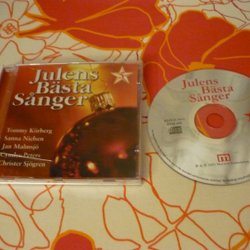 Julens
Bästa
Sånger
Tommy Körberg
Sanna Nielsen
Jan Malmsjö
Cyndee Peters
Christer Sjögren
Julens
Bästa
Sånger